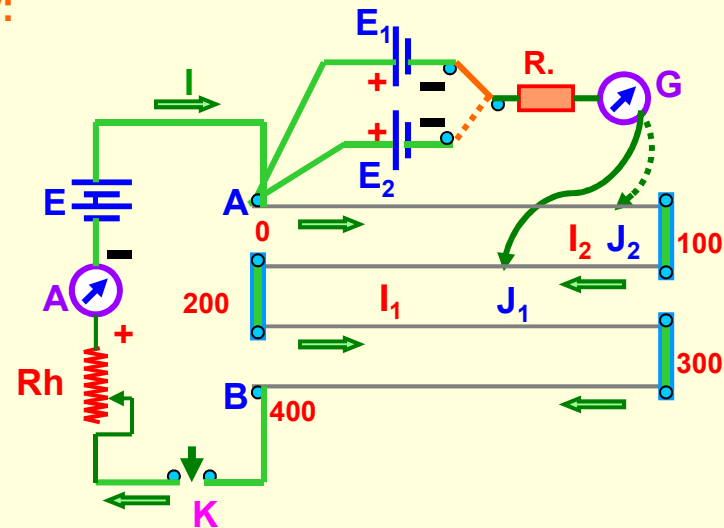 :
E₁
R.
G
I
+
+
E₂
E
A
0
I₂ J₂
100
A
200
I₁
J₁
+
Rh
300
B
400
K